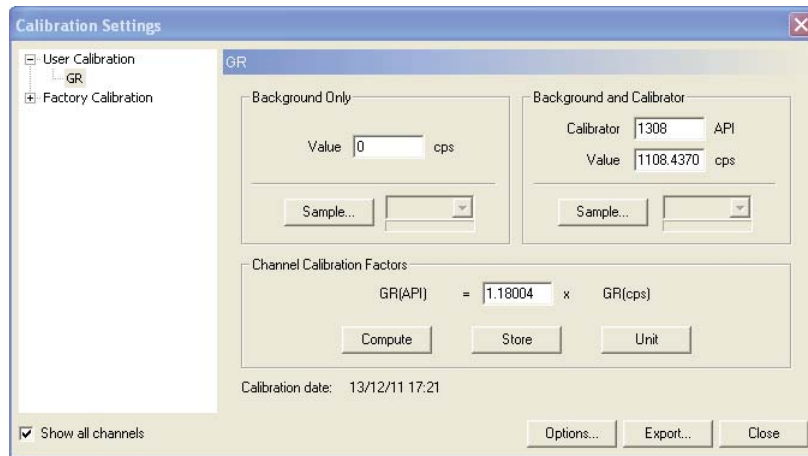 Calibration Settings
User Calibration
GR
Factory Calibration
GR
Background Only
Value 0 cps
Sample...
Background and Calibrator
Calibrator 1308 API
Value 1108.4370 cps
Sample...
Channel Calibration Factors
GR(API) = 1.18004 x GR(cps)
Compute Store Unit
Calibration date: 13/12/11 17:21
Show all channels
Options... Export... Close